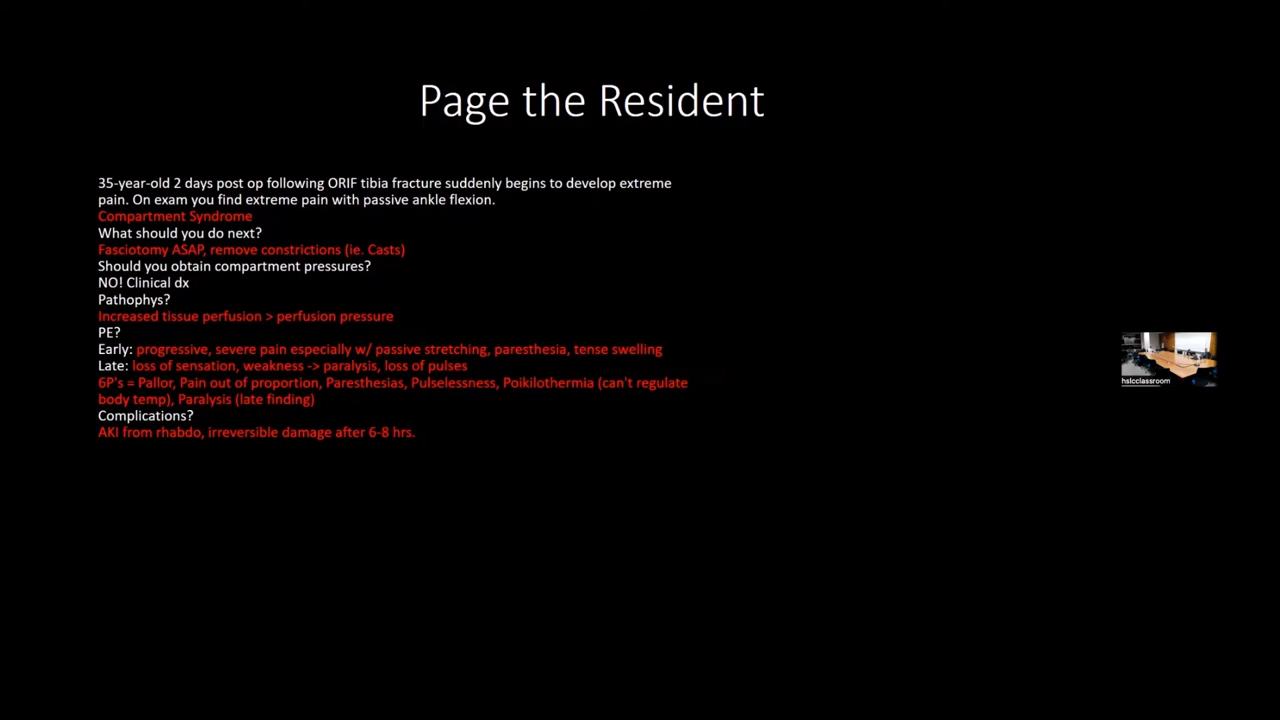 Page the Resident
35-year-old 2 days post op following ORIF tibia fracture suddenly begins to develop extreme
pain. On exam you find extreme pain with passive ankle flexion.
Compartment Syndrome
What should you do next?
Fasciotomy ASAP, remove constrictions (ie. Casts)
Should you obtain compartment pressures?
NO! Clinical dx
Pathophys?
Increased tissue perfusion > perfusion pressure
PE?
Early: progressive, severe pain especially w/ passive stretching, paresthesia, tense swelling
Late: loss of sensation, weakness -> paralysis, loss of pulses
6P's = Pallor, Pain out of proportion, Paresthesias, Pulselessness, Poikilothermia (can't regulate
body temp), Paralysis (late finding)
Complications?
AKI from rhabdo, irreversible damage after 6-8 hrs.
hslcclassroom